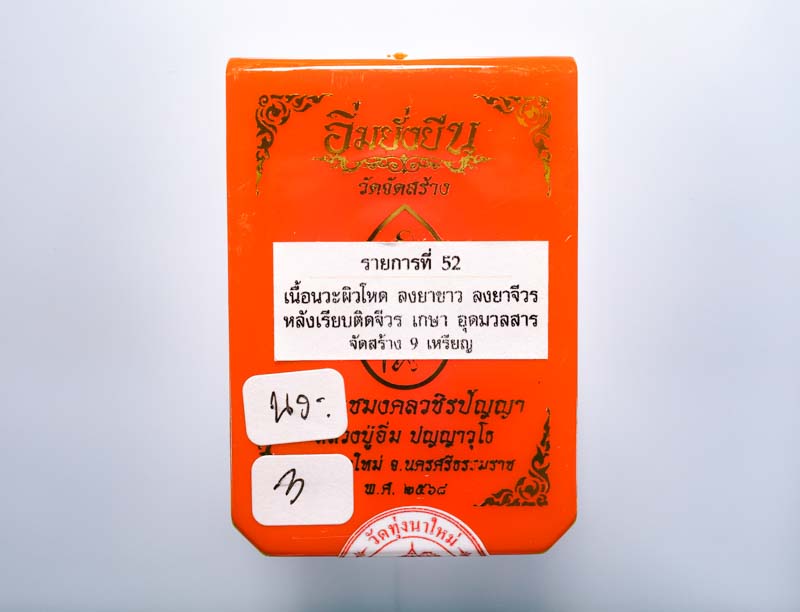 อิ่มยั่งยืน
วัดจัดสร้าง
รายการที่ 52
เนื้อนวะผิวโหด ลงยาขาว ลงยาจีวร
หลังเรียบติดจีวร เกษา อุดมวลสาร
จัดสร้าง 9 เหรียญ
นวะ.
ชมงคลวชิรปัญญา
ลวงปู่อิ่ม ปญฺญาวุโธ
3
ใหม่ จ.นครศรีธรรมราช
พ.ศ. ๒๕๖๘
วัดทุ่งนาใหม่